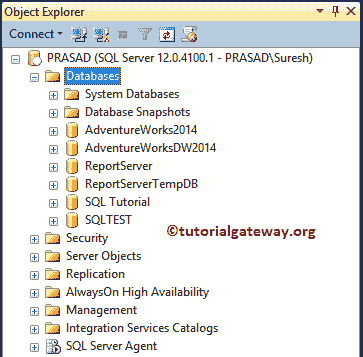 Object Explorer
Connect
PRASAD (SQL Server 12.0.4100.1 - PRASAD\Suresh)
Databases
System Databases
Database Snapshots
AdventureWorks2014
AdventureWorksDW2014
ReportServer
ReportServerTempDB
SQL Tutorial
SQLTEST
©tutorialgateway.org
Security
Server Objects
Replication
AlwaysOn High Availability
Management
Integration Services Catalogs
SQL Server Agent